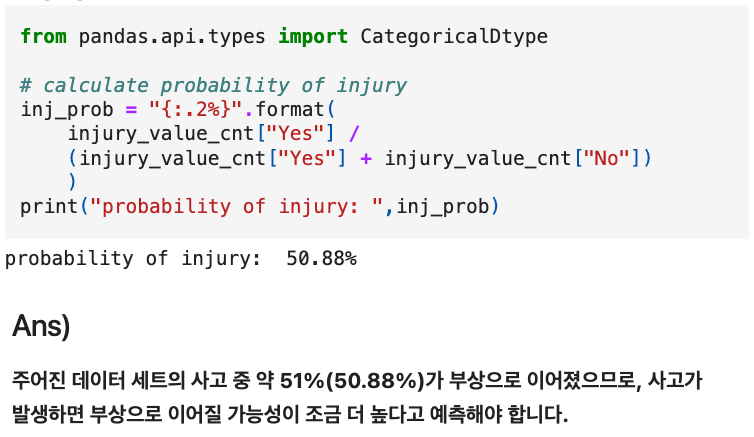 from pandas.api.types import CategoricalDtype
# calculate probability of injury
inj_prob = "{:.2%}".format(
    injury_value_cnt["Yes"] /
    (injury_value_cnt["Yes"] + injury_value_cnt["No"])
    )
print("probability of injury: ",inj_prob)
probability of injury:  50.88%
Ans)
주어진 데이터 세트의 사고 중 약 51%(50.88%)가 부상으로 이어졌으므로, 사고가
발생하면 부상으로 이어질 가능성이 조금 더 높다고 예측해야 합니다.